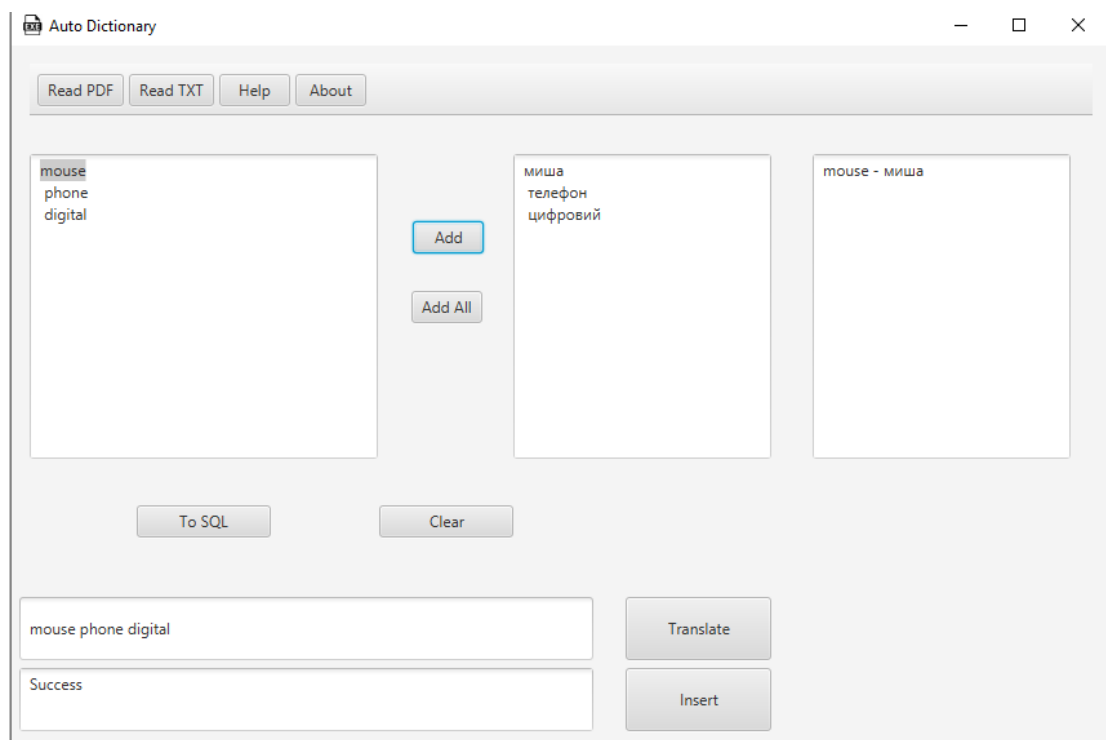 EXE Auto Dictionary
Read PDF Read TXT Help About
mouse
phone
digital
Add
Add All
миша
телефон
цифровий
mouse - миша
To SQL Clear
mouse phone digital
Translate
Success
Insert